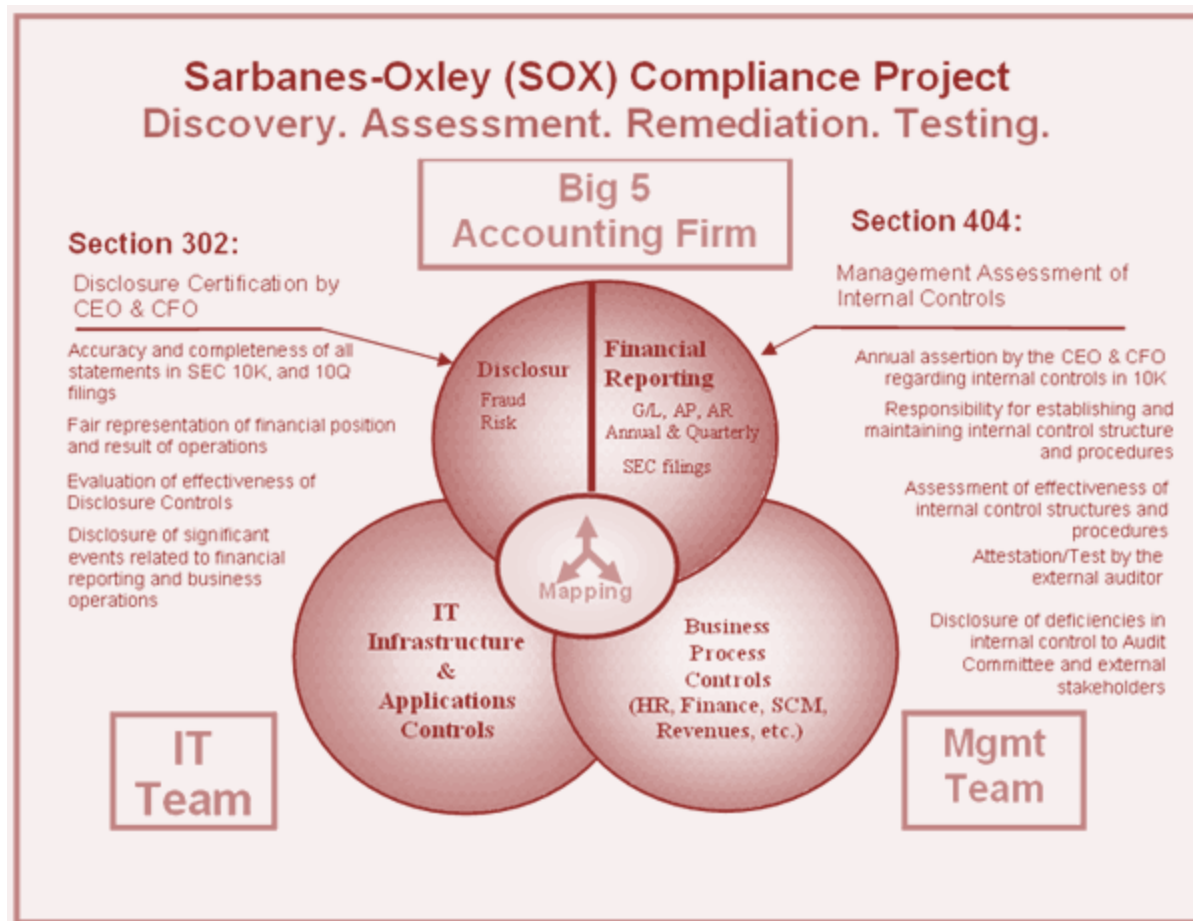 Sarbanes-Oxley (SOX) Compliance Project
Discovery. Assessment. Remediation. Testing.
Big 5
Accounting Firm
Section 302:
Disclosure Certification by
CEO & CFO
Accuracy and completeness of all
statements in SEC 10K, and 10Q
filings
Fair representation of financial position
and result of operations
Evaluation of effectiveness of
Disclosure Controls
Disclosure of significant
events related to financial
reporting and business
operations
Section 404:
Management Assessment of
Internal Controls
Annual assertion by the CEO & CFO
regarding internal controls in 10K
Responsibility for establishing and
maintaining internal control structure
and procedures
Assessment of effectiveness of
internal control structures and
procedures
Attestation/Test by the
external auditor
Disclosure of deficiencies in
internal control to Audit
Committee and external
stakeholders
Disclosur
Fraud
Risk
Financial
Reporting
G/L, AP, AR
Annual & Quarterly
SEC filings
Mapping
IT
Infrastructure
&
Applications
Controls
Business
Process
Controls
(HR, Finance, SCM,
Revenues, etc.)
IT
Team
Mgmt
Team